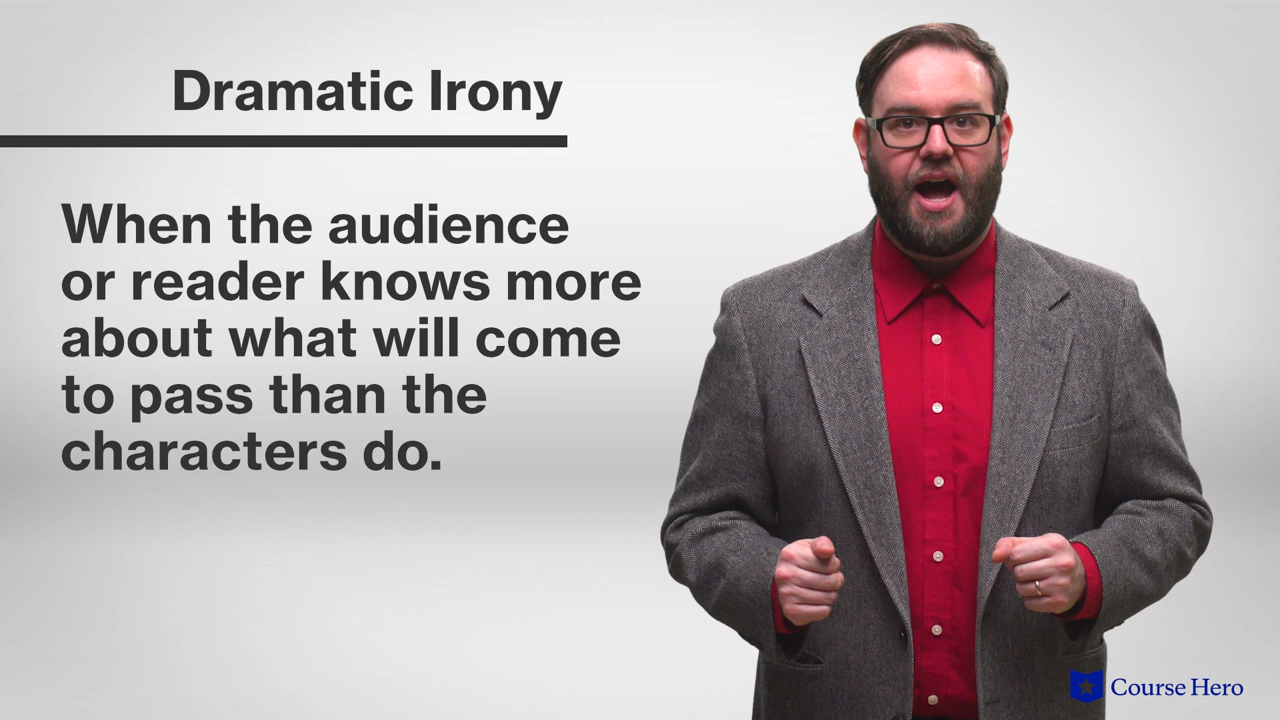 Dramatic Irony
When the audience
or reader knows more
about what will come
to pass than the
characters do.
Course Hero